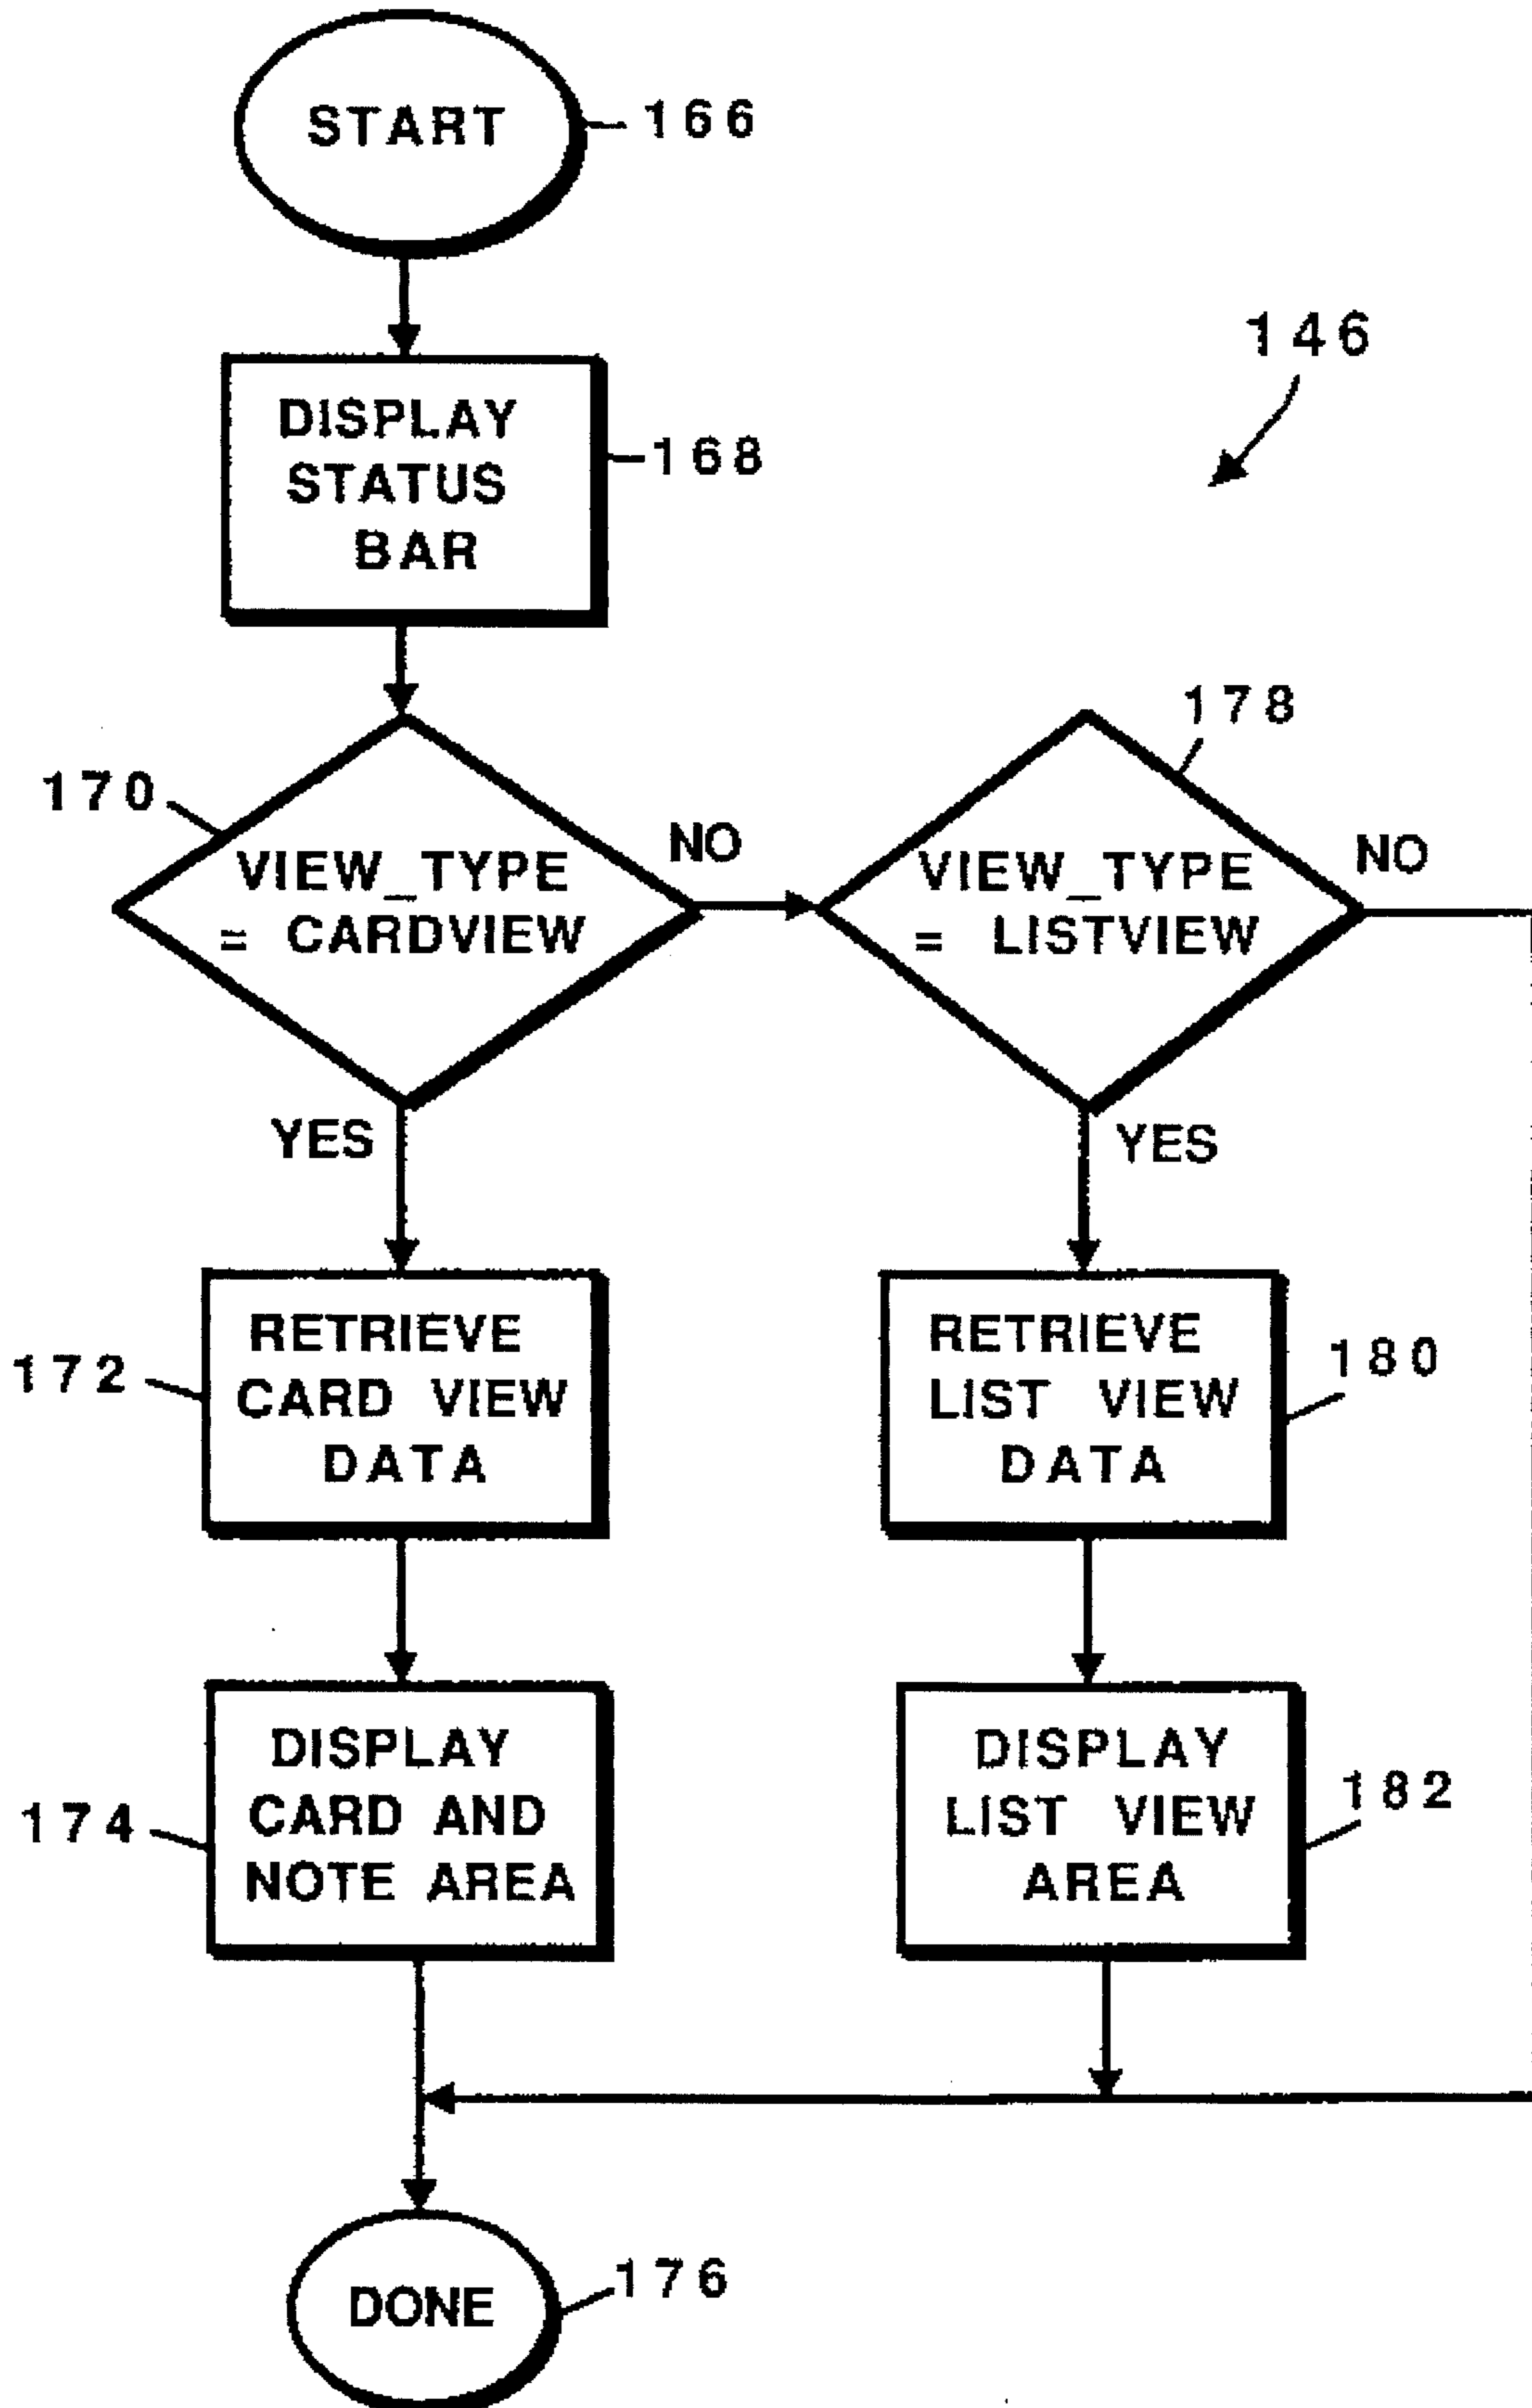 START
166
146
DISPLAY
STATUS
BAR
168
170
VIEW_TYPE
= CARDVIEW
NO
178
VIEW_TYPE
= LISTVIEW
NO
YES
YES
172
RETRIEVE
CARD VIEW
DATA
RETRIEVE
LIST VIEW
DATA
180
174
DISPLAY
CARD AND
NOTE AREA
DISPLAY
LIST VIEW
AREA
182
DONE
176